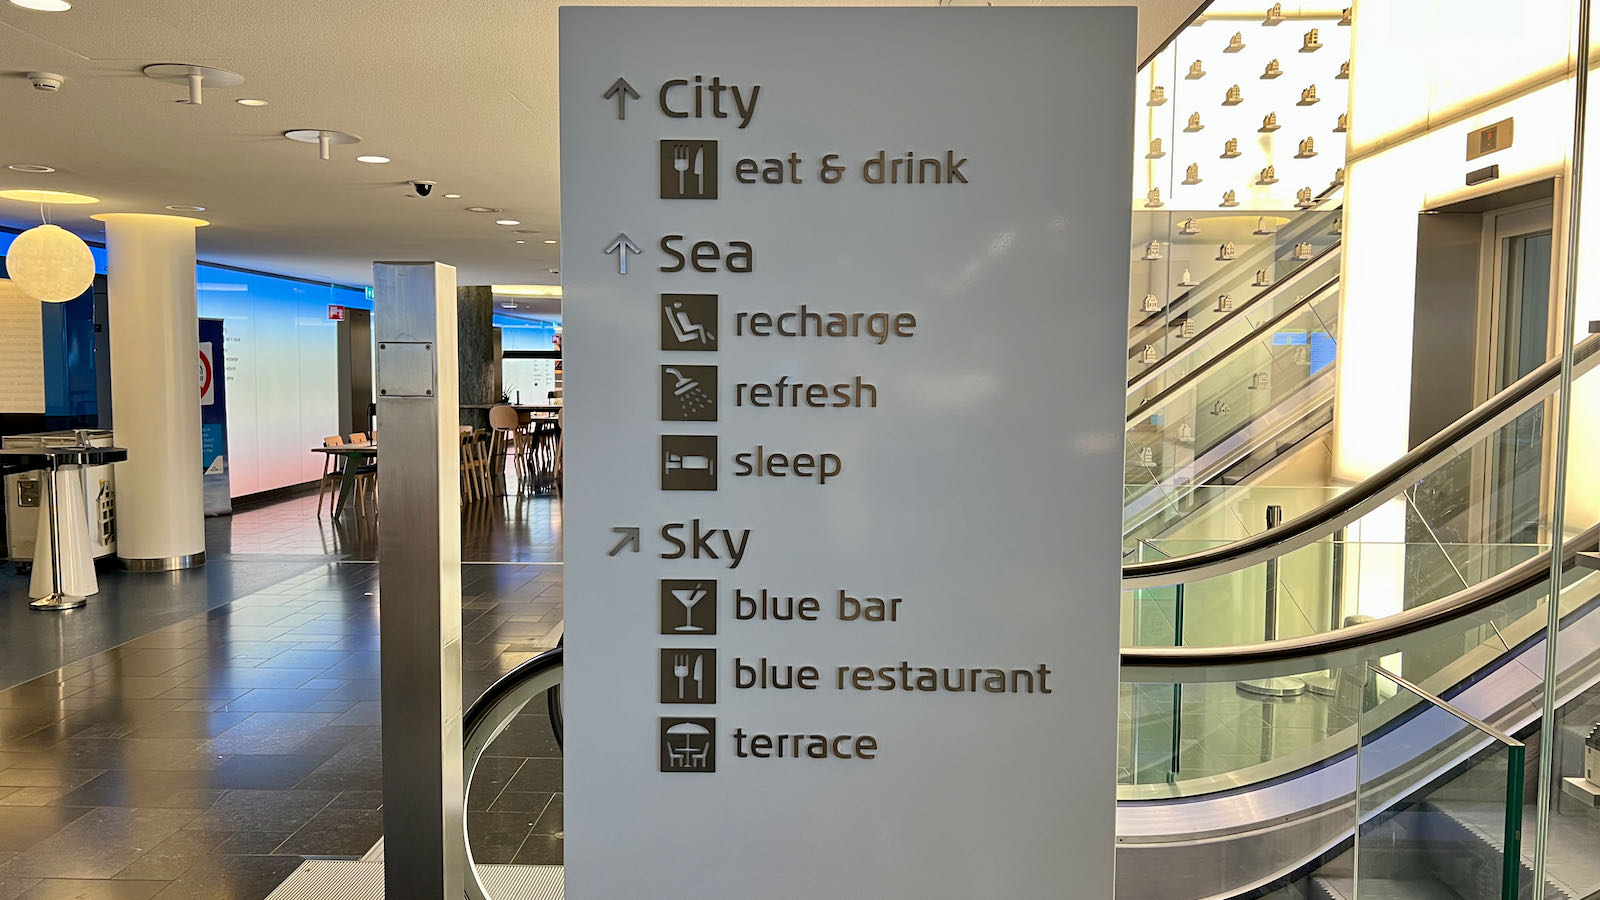 City
eat & drink
Sea
recharge
refresh
sleep
Sky
blue bar
blue restaurant
terrace